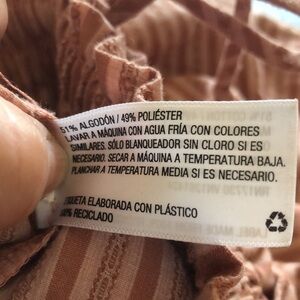 51% ALGODÓN / 49% POLIÉSTER
LAVAR A MÁQUINA CON AGUA FRÍA CON COLORES
SIMILARES. SÓLO BLANQUEADOR SIN CLORO SI ES
NECESARIO. SECAR A MÁQUINA A TEMPERATURA BAJA.
PLANCHAR A TEMPERATURA MEDIA SI ES NECESARIO.
ETIQUETA ELABORADA CON PLÁSTICO
100% RECICLADO